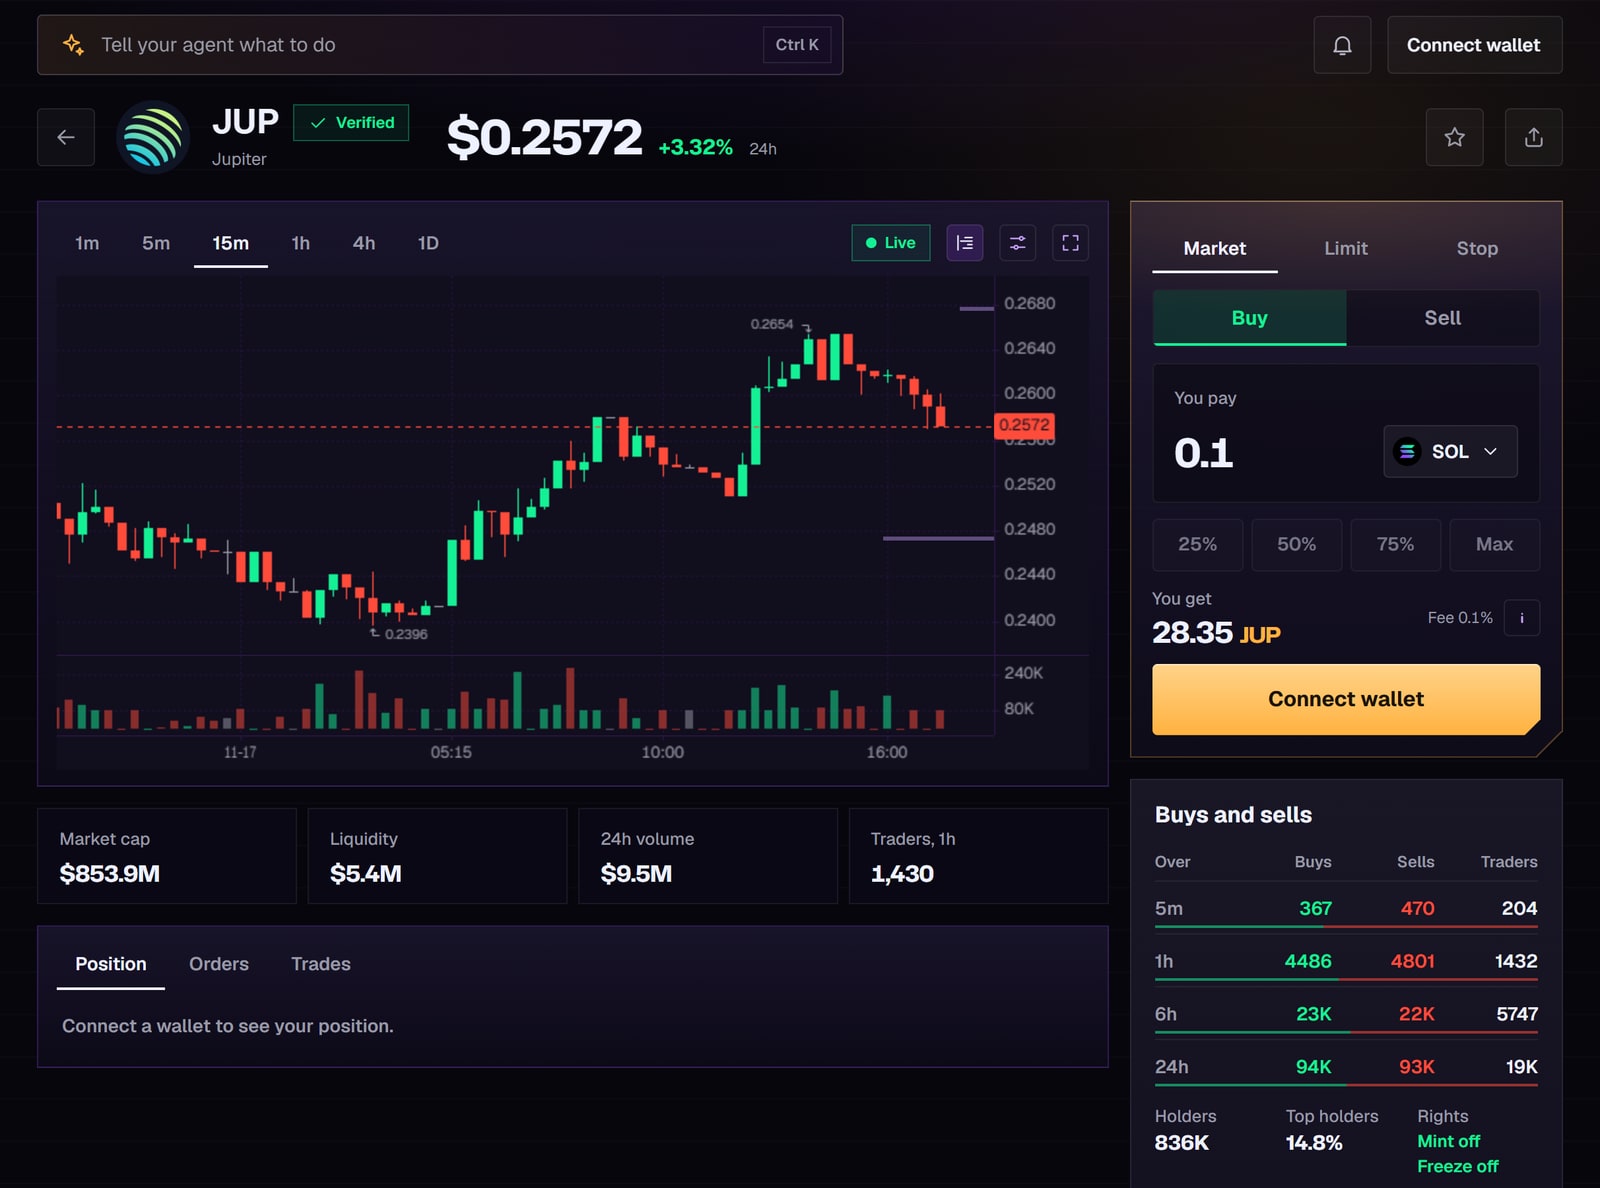 Tell your agent what to do
Ctrl K
Connect wallet
JUP
Verified
Jupiter
$0.2572
+3.32%
24h
1m 5m 15m 1h 4h 1D
Live
0.2680
0.2654
0.2640
0.2600
0.2572
0.2560
0.2520
0.2480
0.2440
0.2400
0.2396
240K
80K
11-17 05:15 10:00 16:00
Market Limit Stop
Buy Sell
You pay
0.1
SOL
25% 50% 75% Max
You get
28.35 JUP
Fee 0.1%
i
Connect wallet
Market cap
$853.9M
Liquidity
$5.4M
24h volume
$9.5M
Traders, 1h
1,430
Position Orders Trades
Connect a wallet to see your position.
Buys and sells
Over Buys Sells Traders
5m 367 470 204
1h 4486 4801 1432
6h 23K 22K 5747
24h 94K 93K 19K
Holders
836K
Top holders
14.8%
Rights
Mint off
Freeze off